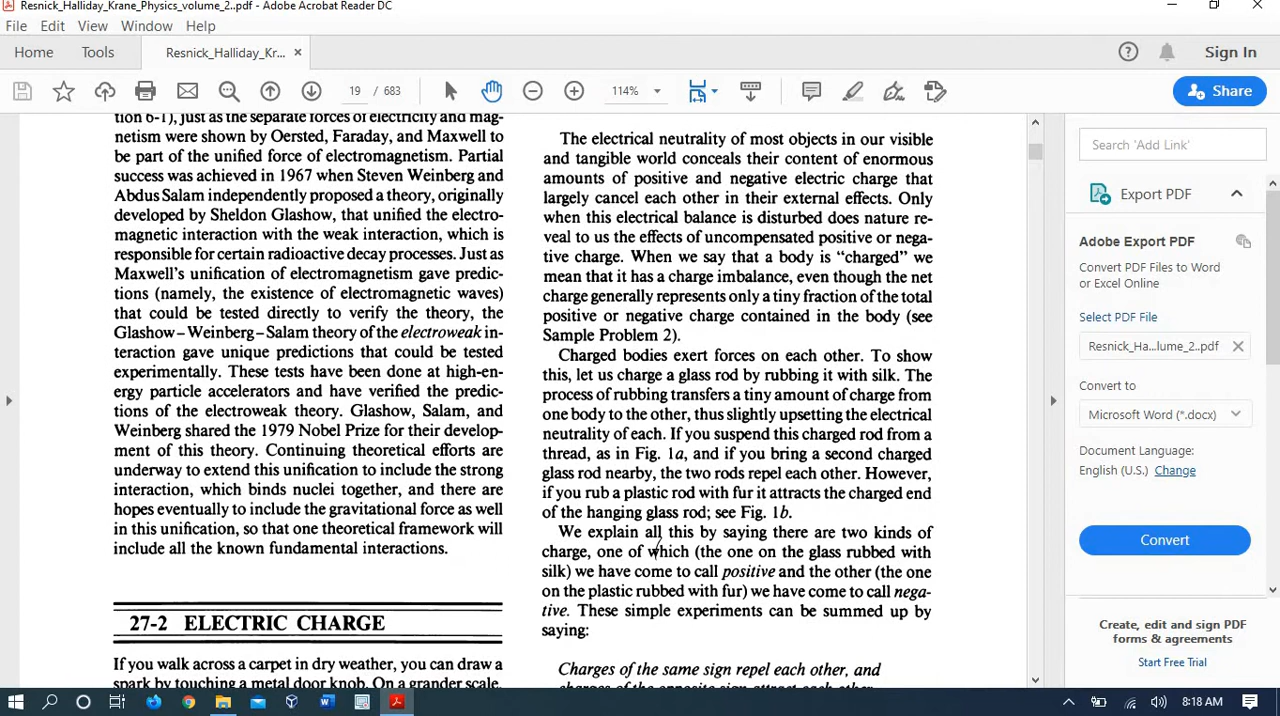 Resnick_Halliday_Krane_Physics_volume_2..pdf - Adobe Acrobat Reader DC
File Edit View Window Help
Home Tools Resnick_Halliday_Kr... Sign In
19 / 683 114% Share
tion 6-1), just as the separate forces of electricity and mag-
netism were shown by Oersted, Faraday, and Maxwell to
be part of the unified force of electromagnetism. Partial
success was achieved in 1967 when Steven Weinberg and
Abdus Salam independently proposed a theory, originally
developed by Sheldon Glashow, that unified the electro-
magnetic interaction with the weak interaction, which is
responsible for certain radioactive decay processes. Just as
Maxwell's unification of electromagnetism gave predic-
tions (namely, the existence of electromagnetic waves)
that could be tested directly to verify the theory, the
Glashow–Weinberg–Salam theory of the electroweak in-
teraction gave unique predictions that could be tested
experimentally. These tests have been done at high-en-
ergy particle accelerators and have verified the predic-
tions of the electroweak theory. Glashow, Salam, and
Weinberg shared the 1979 Nobel Prize for their develop-
ment of this theory. Continuing theoretical efforts are
underway to extend this unification to include the strong
interaction, which binds nuclei together, and there are
hopes eventually to include the gravitational force as well
in this unification, so that one theoretical framework will
include all the known fundamental interactions.
27-2 ELECTRIC CHARGE
If you walk across a carpet in dry weather, you can draw a
spark by touching a metal door knob. On a grander scale,
The electrical neutrality of most objects in our visible
and tangible world conceals their content of enormous
amounts of positive and negative electric charge that
largely cancel each other in their external effects. Only
when this electrical balance is disturbed does nature re-
veal to us the effects of uncompensated positive or nega-
tive charge. When we say that a body is "charged" we
mean that it has a charge imbalance, even though the net
charge generally represents only a tiny fraction of the total
positive or negative charge contained in the body (see
Sample Problem 2).
Charged bodies exert forces on each other. To show
this, let us charge a glass rod by rubbing it with silk. The
process of rubbing transfers a tiny amount of charge from
one body to the other, thus slightly upsetting the electrical
neutrality of each. If you suspend this charged rod from a
thread, as in Fig. 1a, and if you bring a second charged
glass rod nearby, the two rods repel each other. However,
if you rub a plastic rod with fur it attracts the charged end
of the hanging glass rod; see Fig. 1b.
We explain all this by saying there are two kinds of
charge, one of which (the one on the glass rubbed with
silk) we have come to call positive and the other (the one
on the plastic rubbed with fur) we have come to call nega-
tive. These simple experiments can be summed up by
saying:
Charges of the same sign repel each other, and
charges of the opposite sign attract each other
Search 'Add Link'
Export PDF
Adobe Export PDF
Convert PDF Files to Word
or Excel Online
Select PDF File
Resnick_Ha...lume_2..pdf
Convert to
Microsoft Word (*.docx)
Document Language:
English (U.S.) Change
Convert
Create, edit and sign PDF
forms & agreements
Start Free Trial
8:18 AM